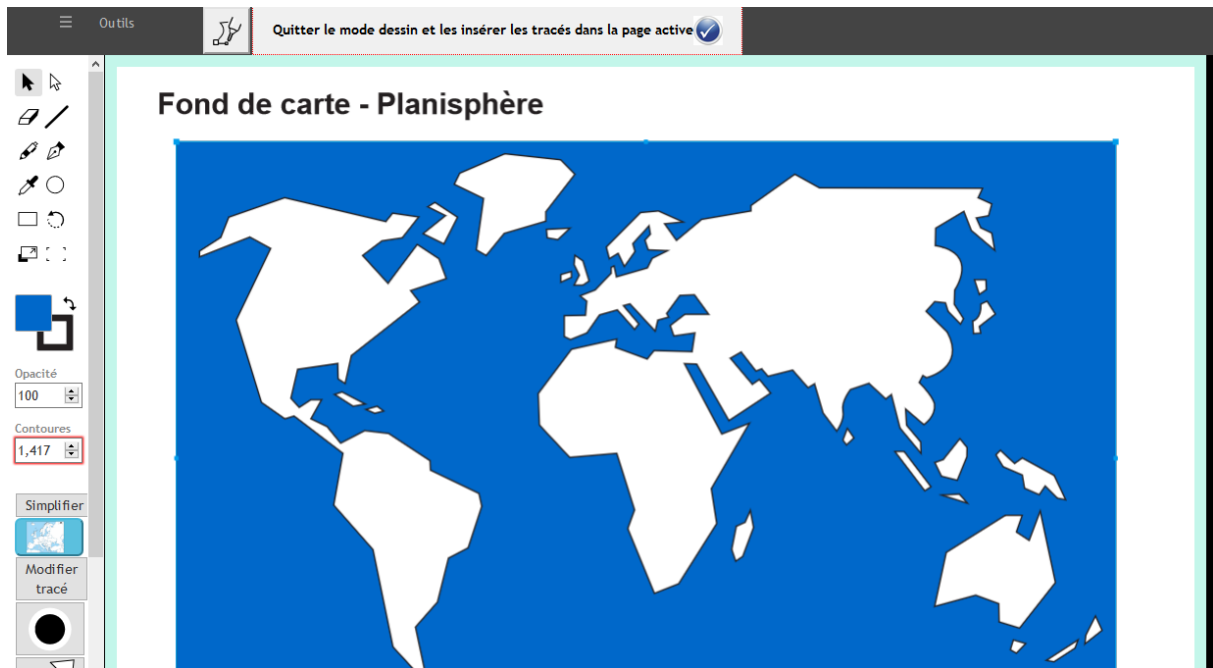 Outils
Quitter le mode dessin et les insérer les tracés dans la page active
Fond de carte - Planisphère
Opacité
100
Contoures
1,417
Simplifier
Modifier
tracé